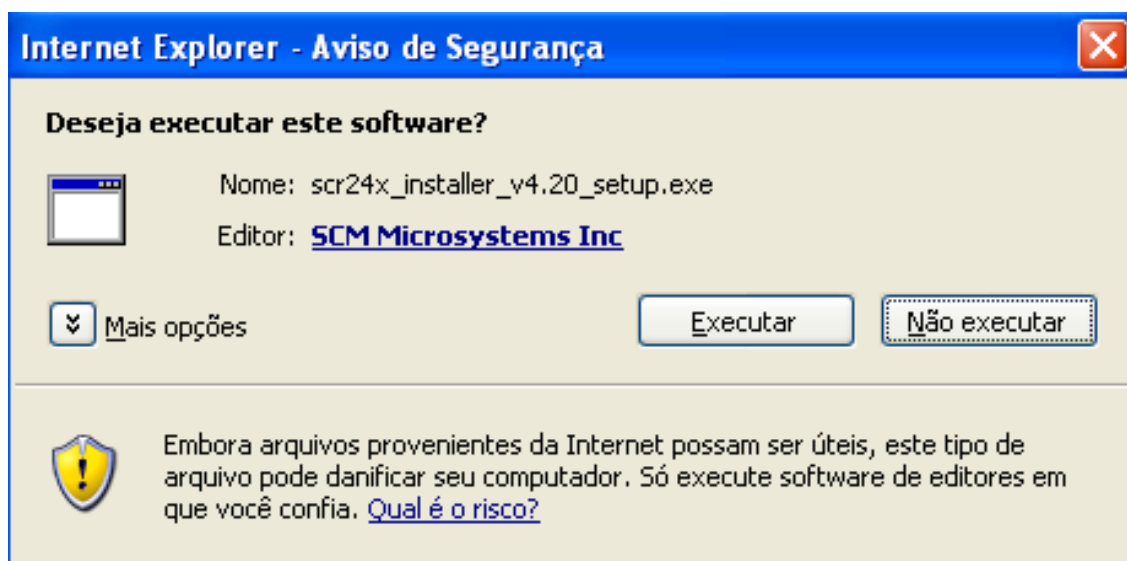 Internet Explorer - Aviso de Segurança
Deseja executar este software?
Nome: scr24x_installer_v4.20_setup.exe
Editor: SCM Microsystems Inc
Mais opções Executar Não executar
Embora arquivos provenientes da Internet possam ser úteis, este tipo de
arquivo pode danificar seu computador. Só execute software de editores em
que você confia. Qual é o risco?